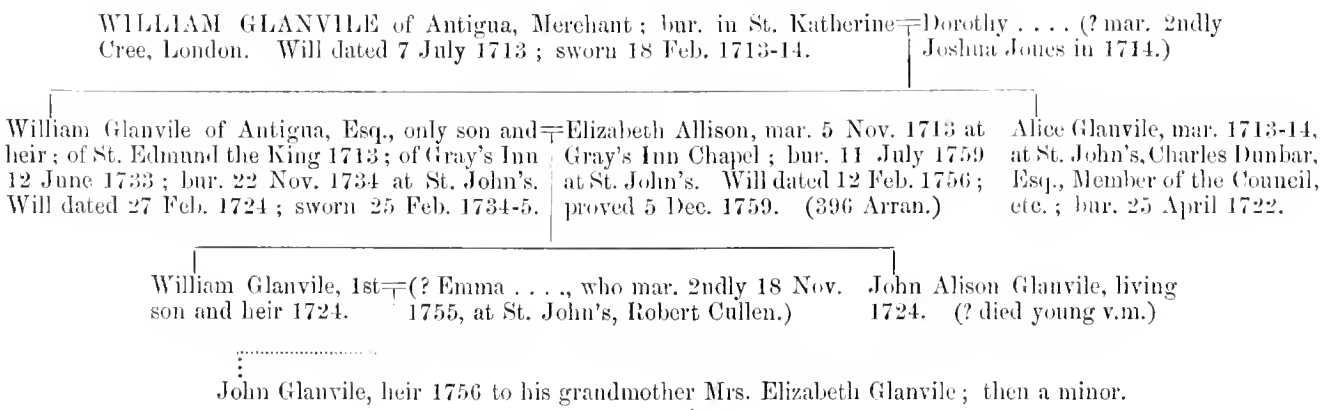 WILLIAM GLANVILE of Antigua, Merchant; bur. in St. Katherine
Cree, London. Will dated 7 July 1713; sworn 18 Feb. 1713-14.
Dorothy . . . . (? mar. 2ndly
Joshua Jones in 1714.)
William Glanvile of Antigua, Esq., only son and
heir; of St. Edmund the King 1713; of Gray's Inn
12 June 1733; bur. 22 Nov. 1734 at St. John's.
Will dated 27 Feb. 1724; sworn 25 Feb. 1734-5.
Elizabeth Allison, mar. 5 Nov. 1713 at
Gray's Inn Chapel; bur. 11 July 1759
at St. John's. Will dated 12 Feb. 1756;
proved 5 Dec. 1759. (396 Arran.)
Alice Glanvile, mar. 1713-14,
at St. John's, Charles Dunbar,
Esq., Member of the Council,
etc.; bur. 25 April 1722.
William Glanvile, 1st
son and heir 1724.
(? Emma . . . ., who mar. 2ndly 18 Nov.
1755, at St. John's, Robert Cullen.)
John Alison Glanvile, living
1724. (? died young v.m.)
John Glanvile, heir 1756 to his grandmother Mrs. Elizabeth Glanvile; then a minor.